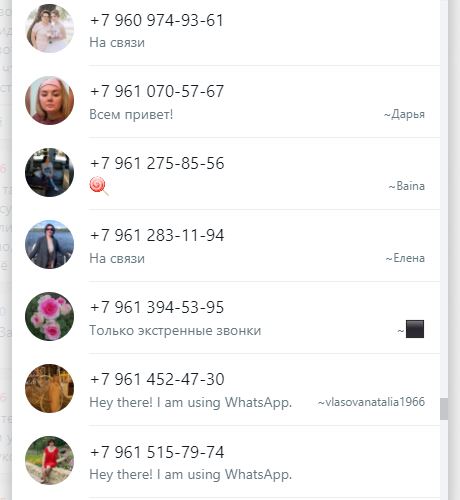 +7 960 974-93-61
На связи
+7 961 070-57-67
Всем привет! ~Дарья
+7 961 275-85-56
🍭 ~Baina
+7 961 283-11-94
На связи ~Елена
+7 961 394-53-95
Только экстренные звонки ~⬛
+7 961 452-47-30
Hey there! I am using WhatsApp. ~vlasovanatalia1966
+7 961 515-79-74
Hey there! I am using WhatsApp.